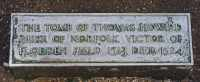 THE TOMB OF THOMAS HOWARD
DUKE OF NORFOLK VICTOR OF
FLODDEN FIELD 1513 DIED 1524